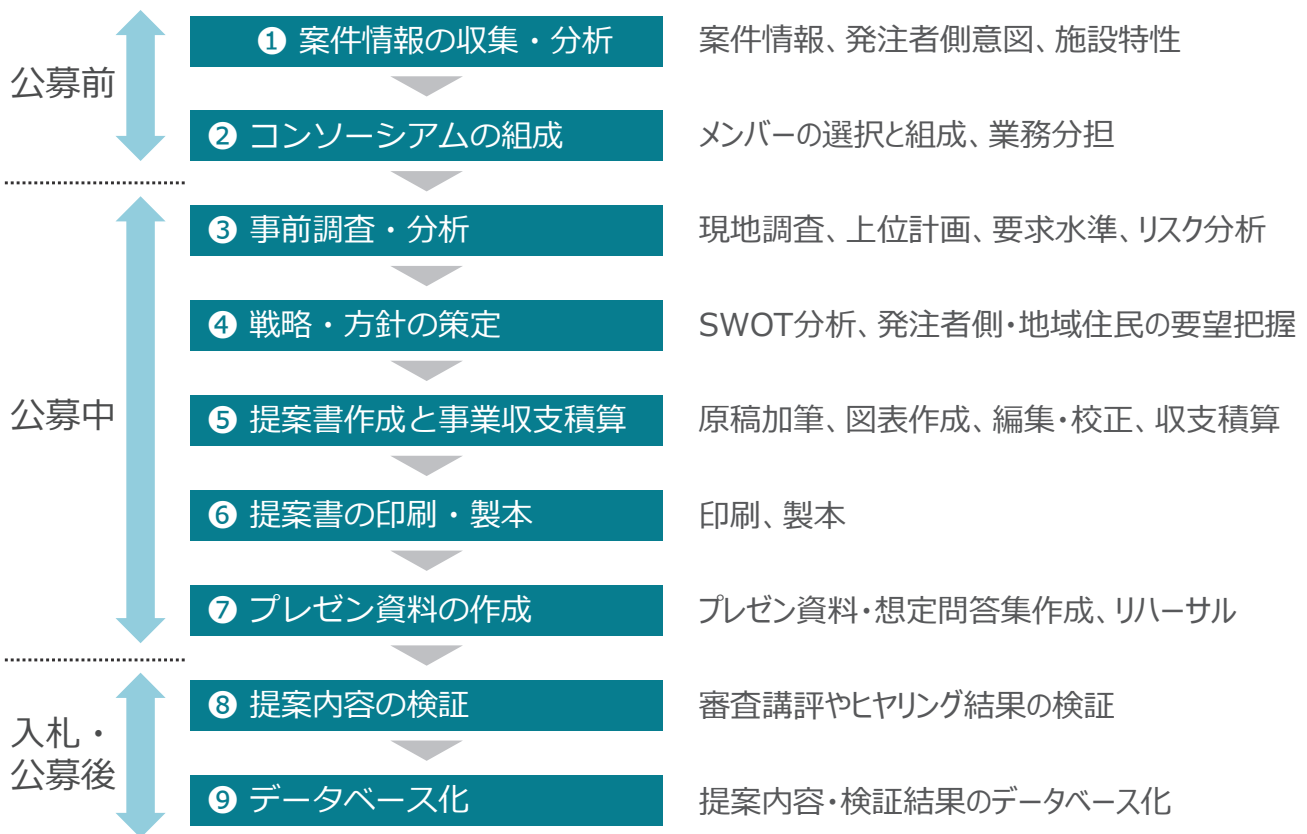 公募前
❶ 案件情報の収集・分析
案件情報、発注者側意図、施設特性
❷ コンソーシアムの組成
メンバーの選択と組成、業務分担
公募中
❸ 事前調査・分析
現地調査、上位計画、要求水準、リスク分析
❹ 戦略・方針の策定
SWOT分析、発注者側・地域住民の要望把握
❺ 提案書作成と事業収支積算
原稿加筆、図表作成、編集・校正、収支積算
❻ 提案書の印刷・製本
印刷、製本
❼ プレゼン資料の作成
プレゼン資料・想定問答集作成、リハーサル
入札・
公募後
❽ 提案内容の検証
審査講評やヒヤリング結果の検証
❾ データベース化
提案内容・検証結果のデータベース化